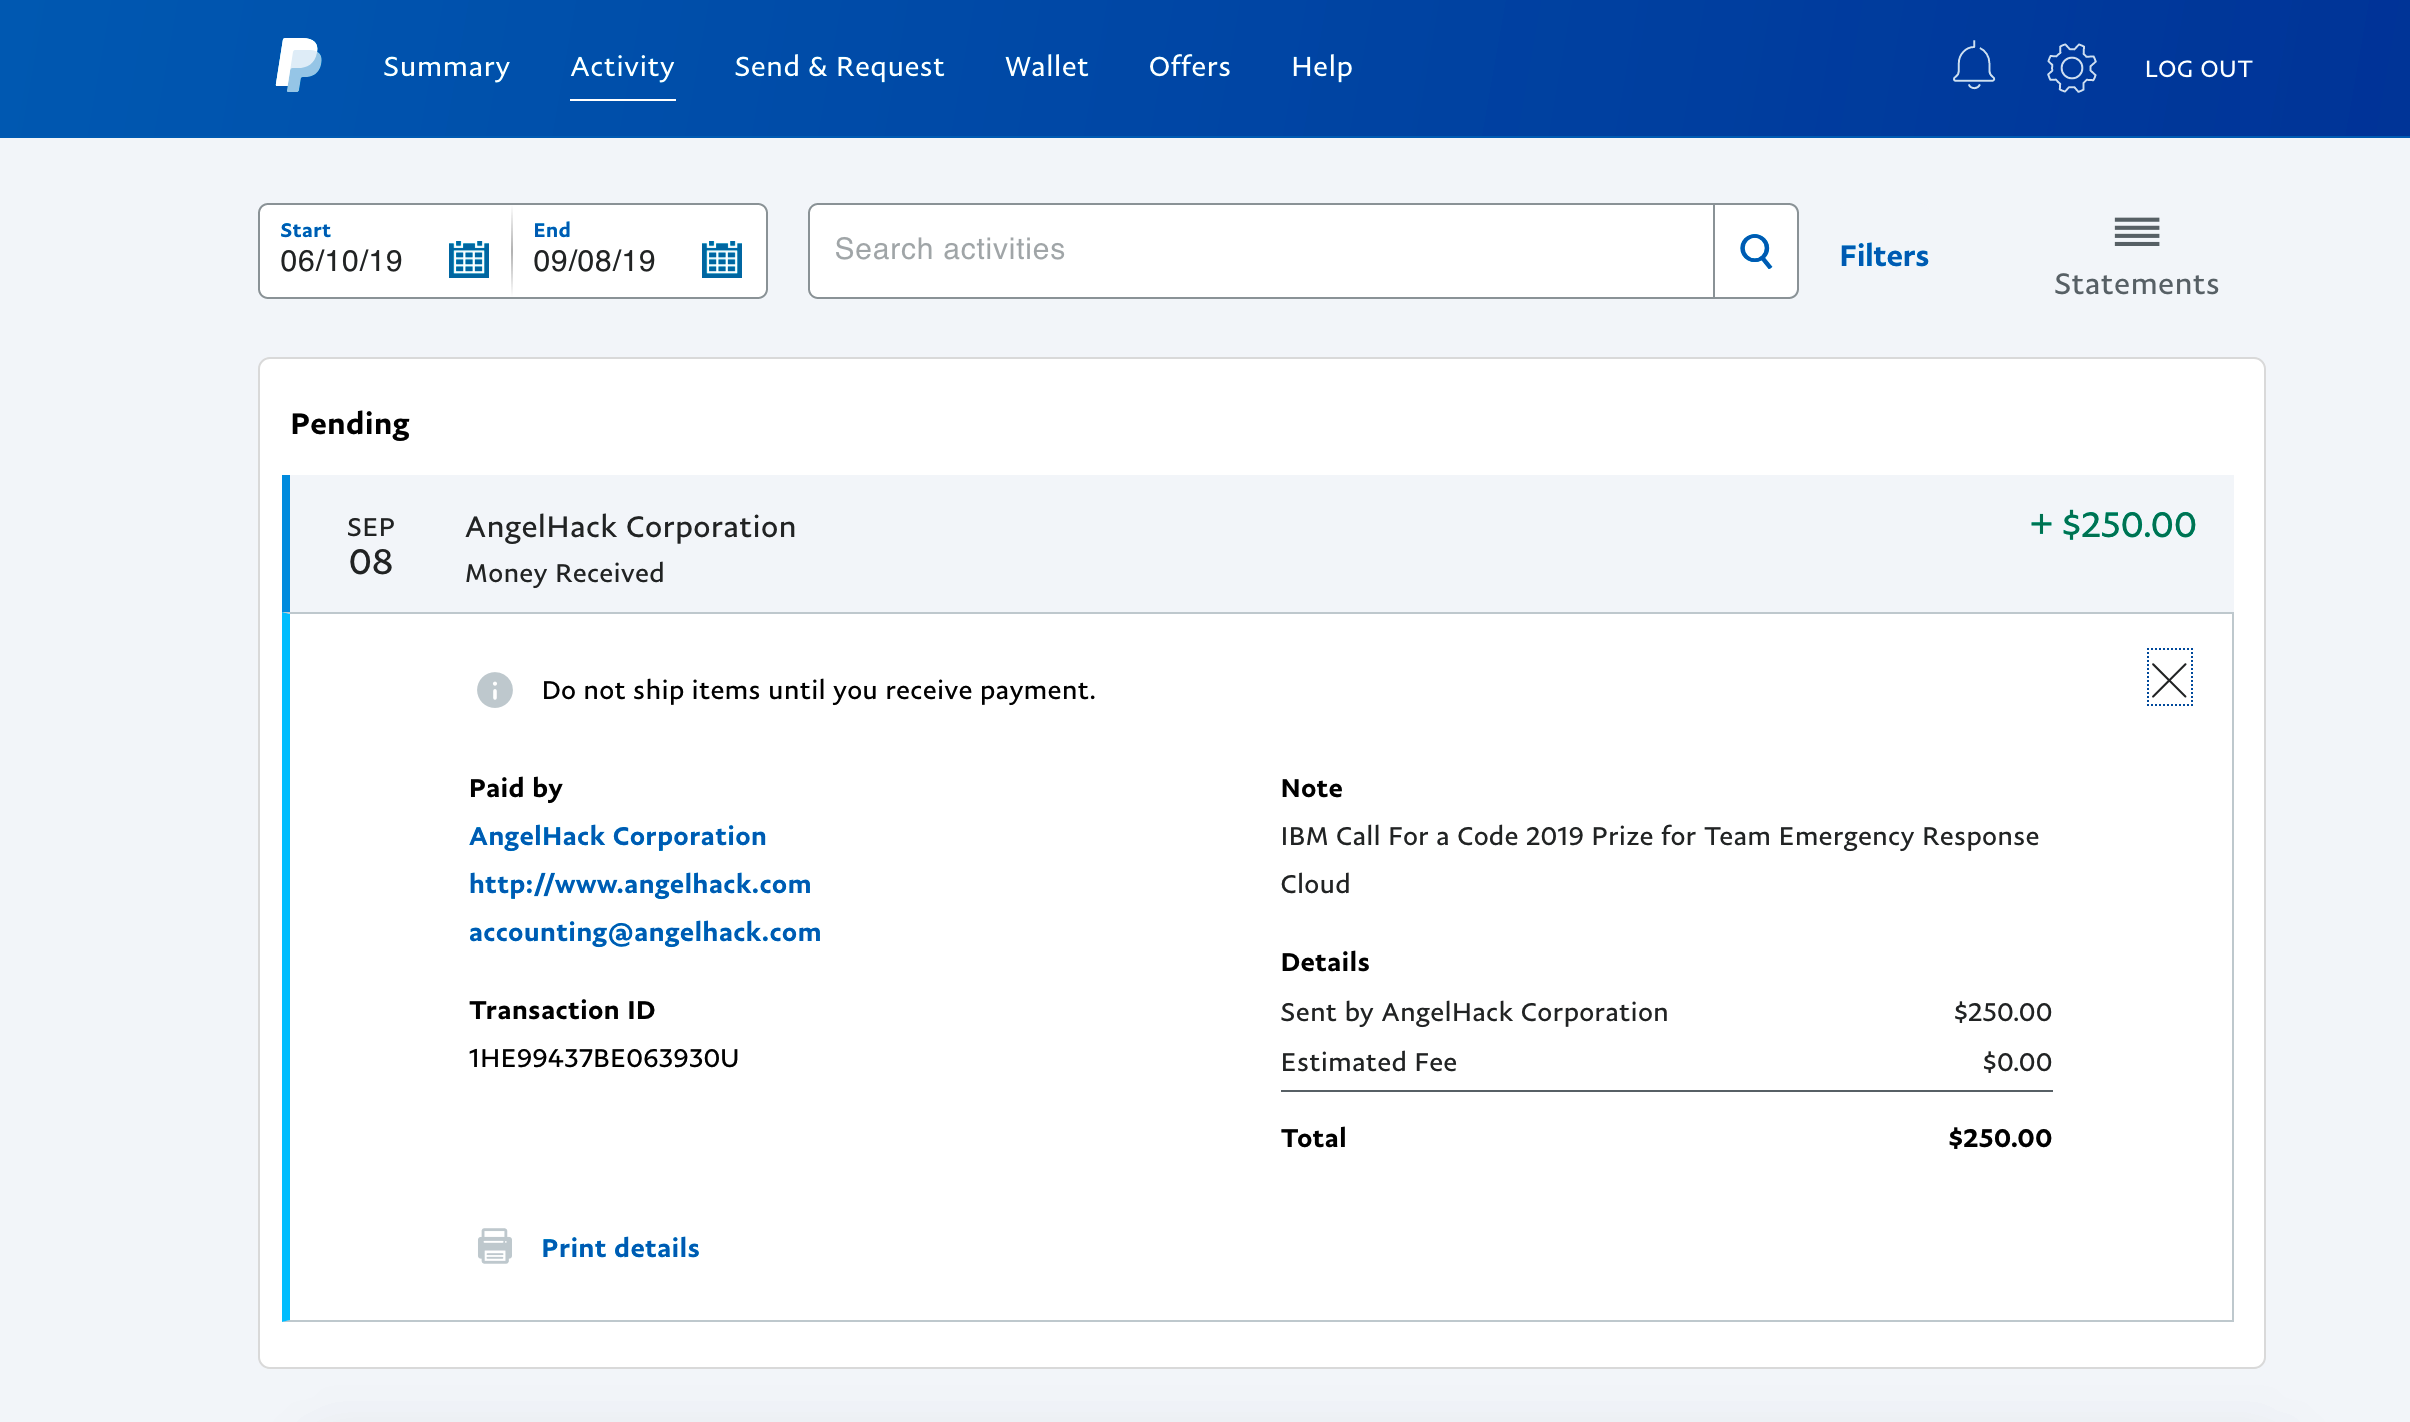 Summary Activity Send & Request Wallet Offers Help LOG OUT
Start End
06/10/19 09/08/19 Search activities Filters
Statements
Pending
SEP AngelHack Corporation + $250.00
08 Money Received
Do not ship items until you receive payment.
Paid by
AngelHack Corporation
http://www.angelhack.com
accounting@angelhack.com
Transaction ID
1HE99437BE063930U
Note
IBM Call For a Code 2019 Prize for Team Emergency Response
Cloud
Details
Sent by AngelHack Corporation $250.00
Estimated Fee $0.00
Total $250.00
Print details